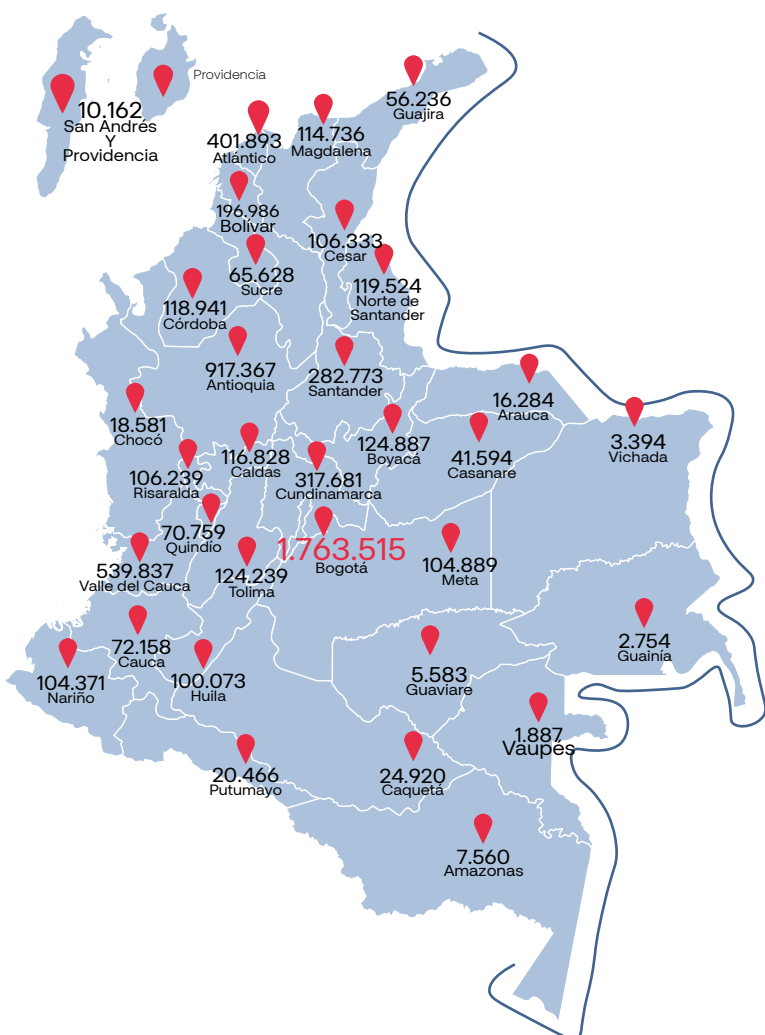 Providencia
10.162
San Andrés
Y
Providencia
56.236
Guajira
401.893
Atlántico
114.736
Magdalena
196.986
Bolívar
106.333
Cesar
65.628
Sucre
119.524
Norte de
Santander
118.941
Córdoba
917.367
Antioquia
282.773
Santander
16.284
Arauca
18.581
Chocó
124.887
Boyacá
41.594
Casanare
3.394
Vichada
116.828
Caldas
106.239
Risaralda
317.681
Cundinamarca
70.759
Quindío
1.763.515
Bogotá
104.889
Meta
539.837
Valle del Cauca
124.239
Tolima
72.158
Cauca
2.754
Guainía
104.371
Nariño
100.073
Huila
5.583
Guaviare
1.887
Vaupés
20.466
Putumayo
24.920
Caquetá
7.560
Amazonas